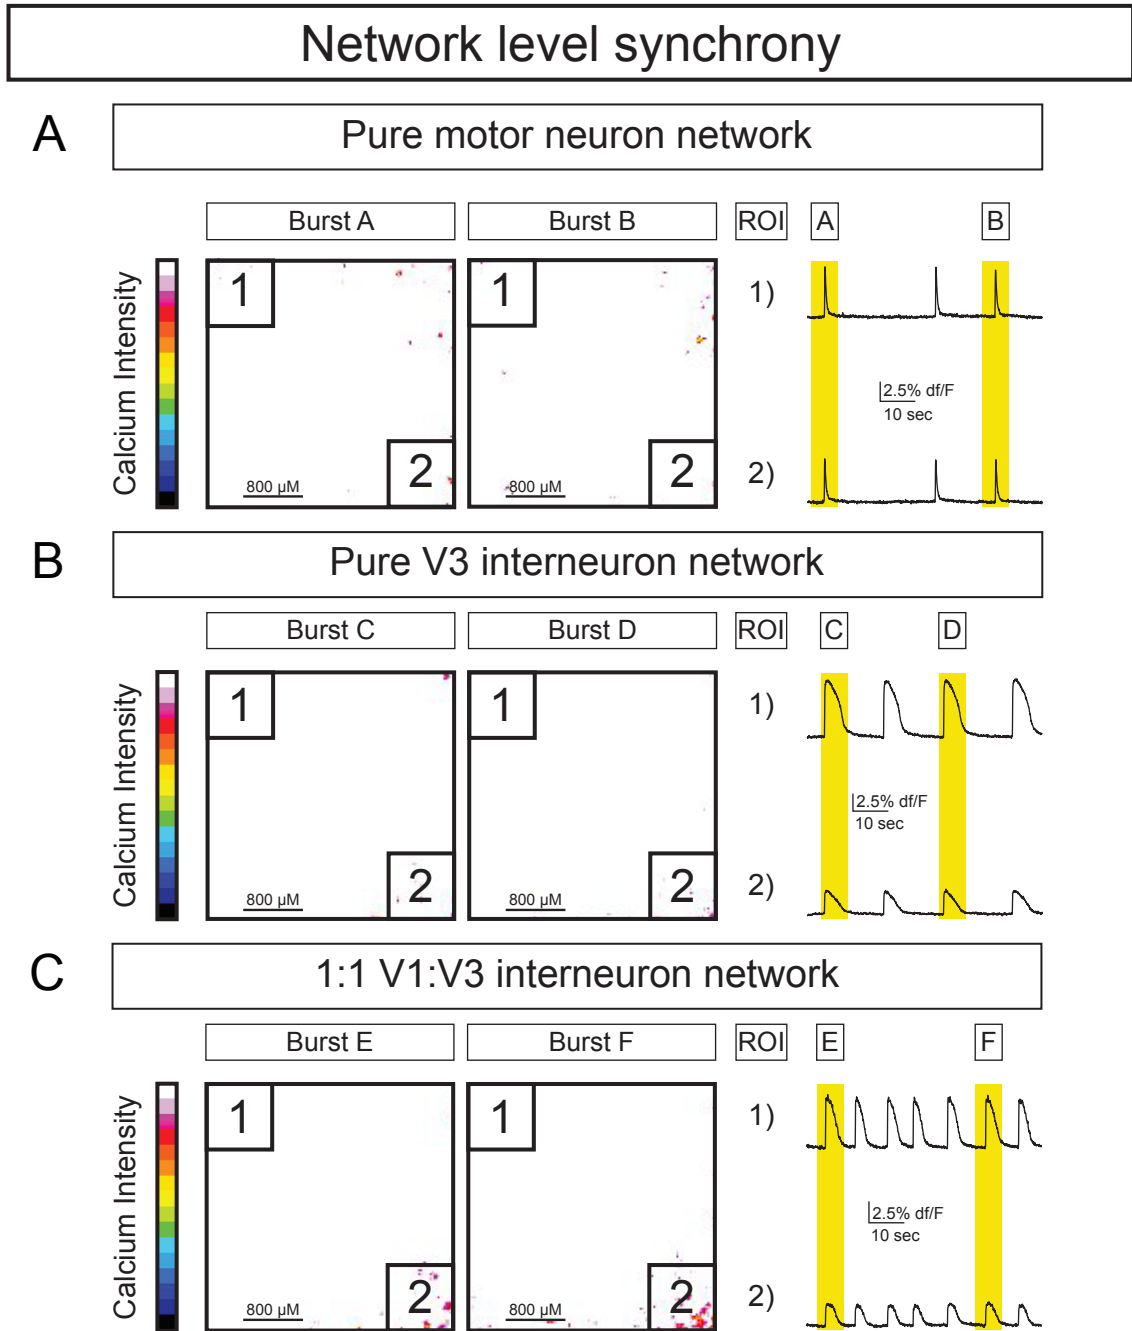 Network level synchrony
A
Pure motor neuron network
Burst A
Burst B
ROI
A
B
Calcium Intensity
1
2
800 µM
1
2
800 µM
1)
2.5% df/F
10 sec
2)
B
Pure V3 interneuron network
Burst C
Burst D
ROI
C
D
Calcium Intensity
1
2
800 µM
1
2
800 µM
1)
2.5% df/F
10 sec
2)
C
1:1 V1:V3 interneuron network
Burst E
Burst F
ROI
E
F
Calcium Intensity
1
2
800 µM
1
2
800 µM
1)
2.5% df/F
10 sec
2)